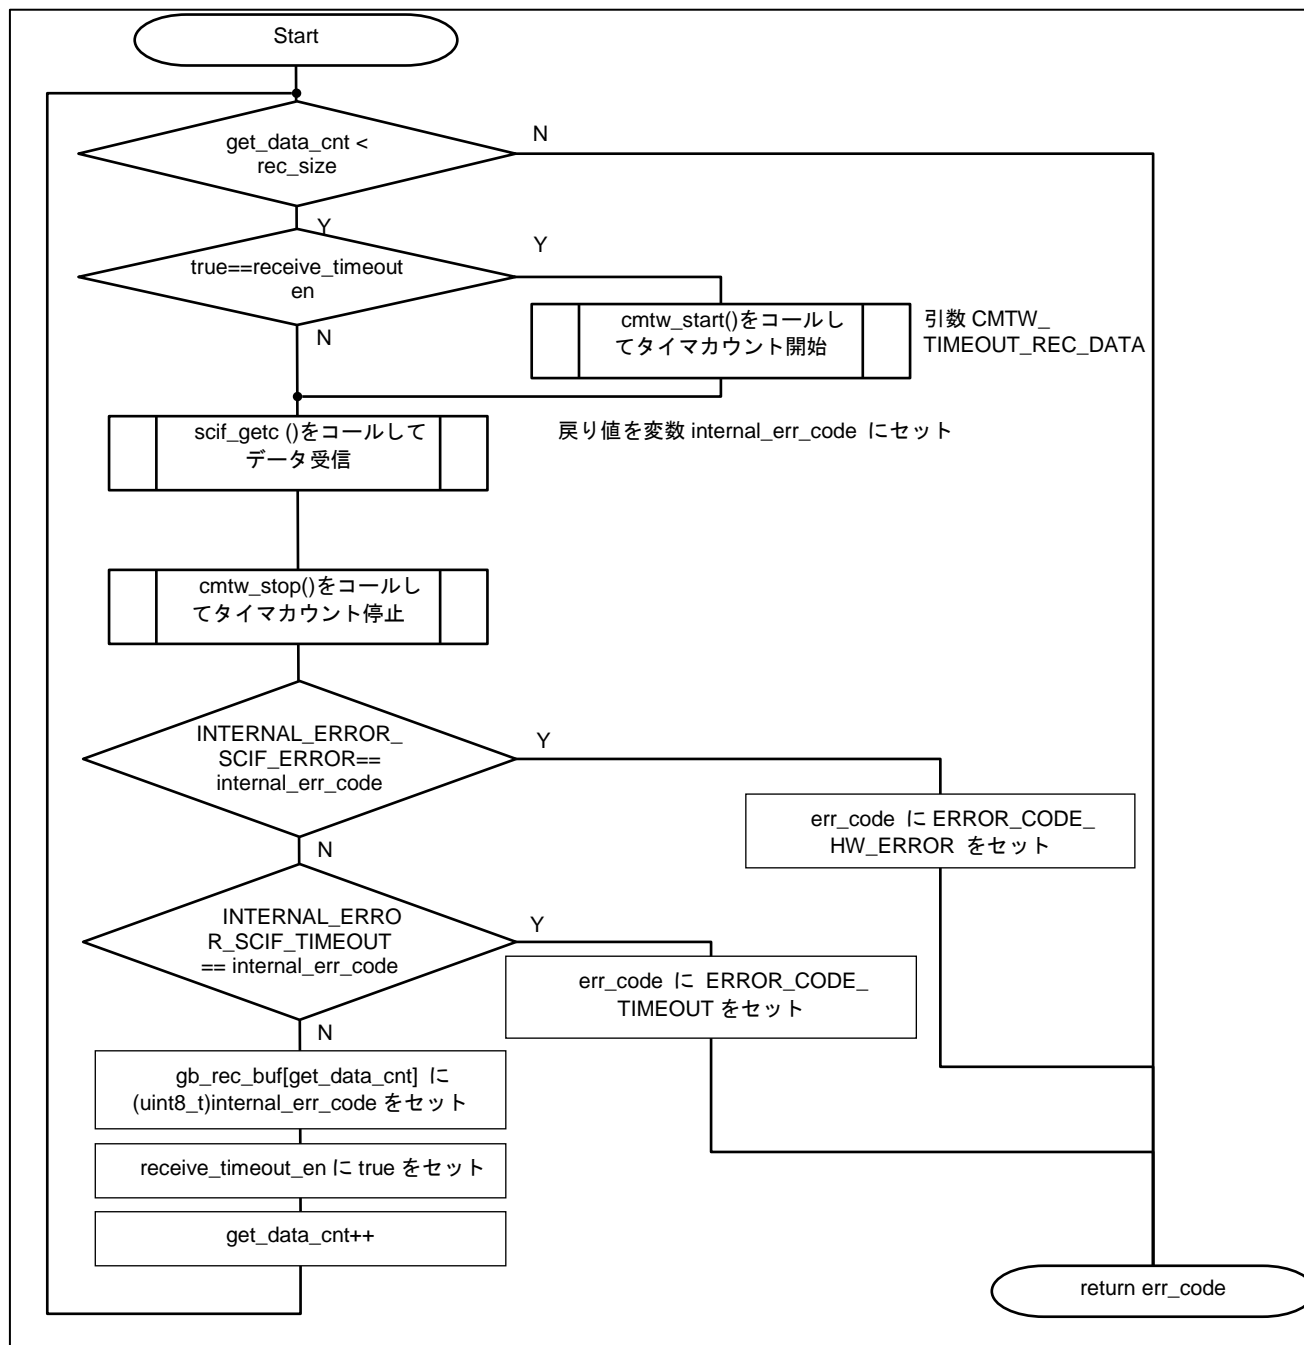 Start
get_data_cnt <
rec_size
N
Y
true==receive_timeout
en
Y
N
cmtw_start()をコールし
てタイマカウント開始
引数 CMTW_
TIMEOUT_REC_DATA
scif_getc ()をコールして
データ受信
戻り値を変数 internal_err_code にセット
cmtw_stop()をコールし
てタイマカウント停止
INTERNAL_ERROR_
SCIF_ERROR==
internal_err_code
Y
N
err_code に ERROR_CODE_
HW_ERROR をセット
INTERNAL_ERRO
R_SCIF_TIMEOUT
== internal_err_code
Y
N
err_code に ERROR_CODE_
TIMEOUT をセット
gb_rec_buf[get_data_cnt] に
(uint8_t)internal_err_code をセット
receive_timeout_en に true をセット
get_data_cnt++
return err_code